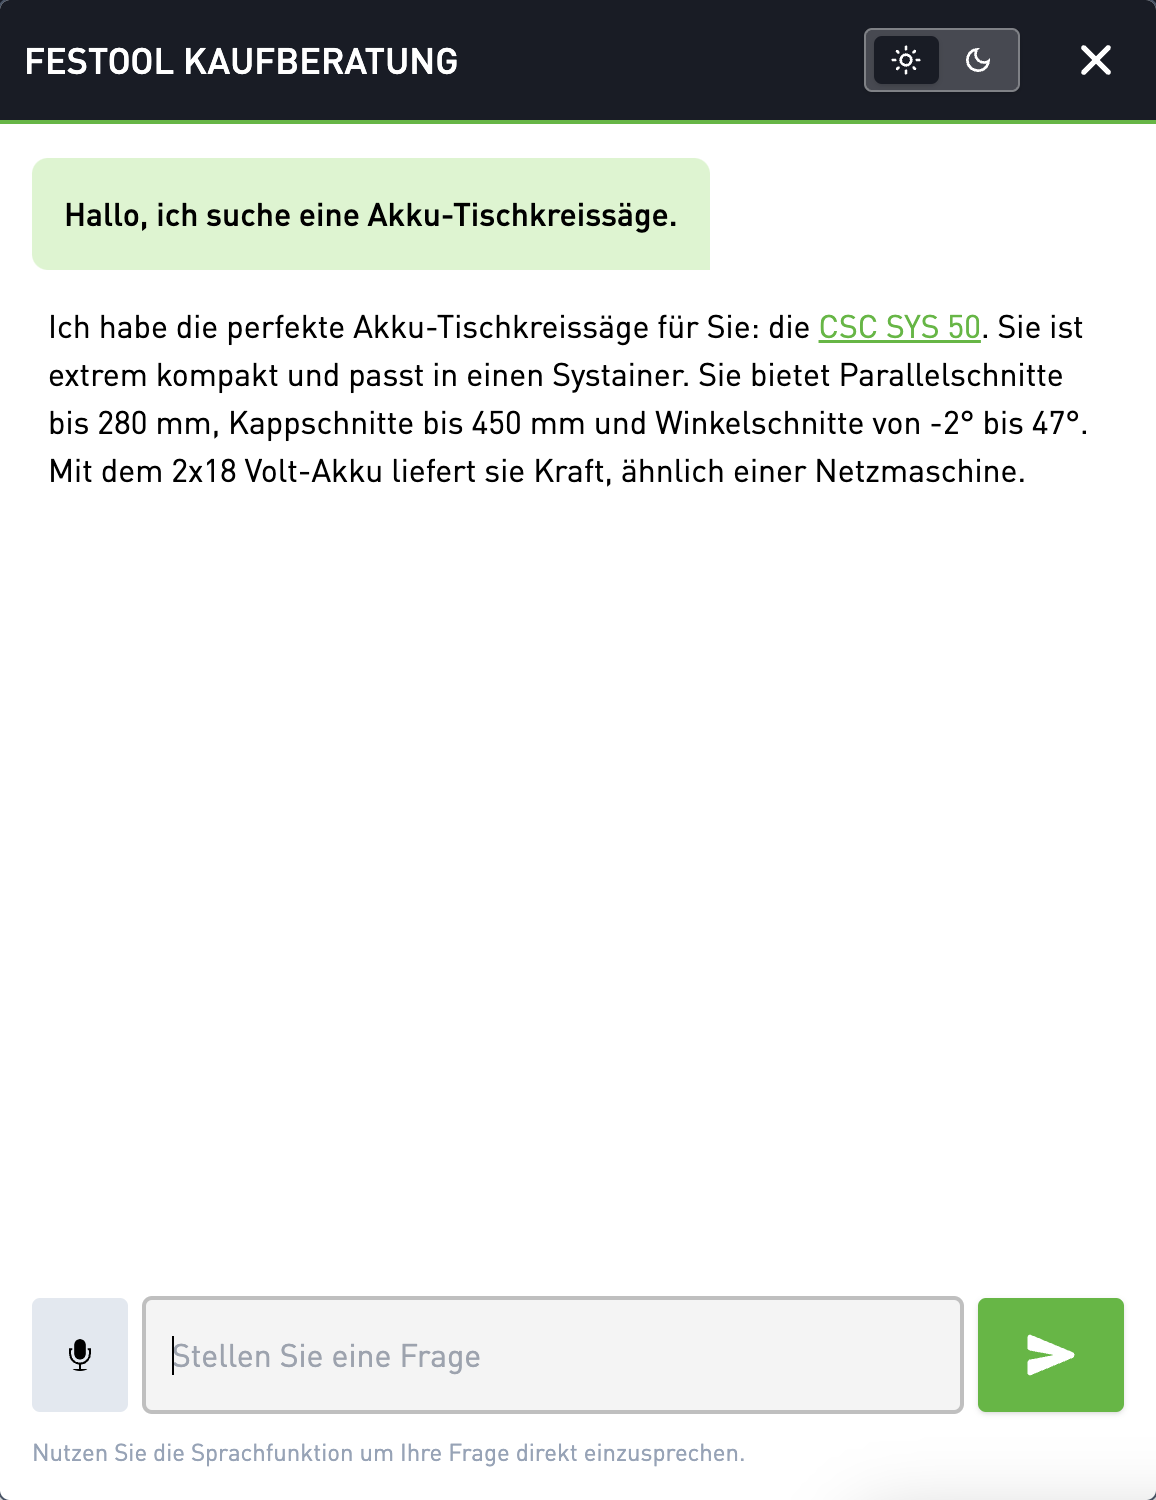 FESTOOL KAUFBERATUNG
Hallo, ich suche eine Akku-Tischkreissäge.
Ich habe die perfekte Akku-Tischkreissäge für Sie: die CSC SYS 50. Sie ist
extrem kompakt und passt in einen Systainer. Sie bietet Parallelschnitte
bis 280 mm, Kappschnitte bis 450 mm und Winkelschnitte von -2° bis 47°.
Mit dem 2x18 Volt-Akku liefert sie Kraft, ähnlich einer Netzmaschine.
Stellen Sie eine Frage
Nutzen Sie die Sprachfunktion um Ihre Frage direkt einzusprechen.